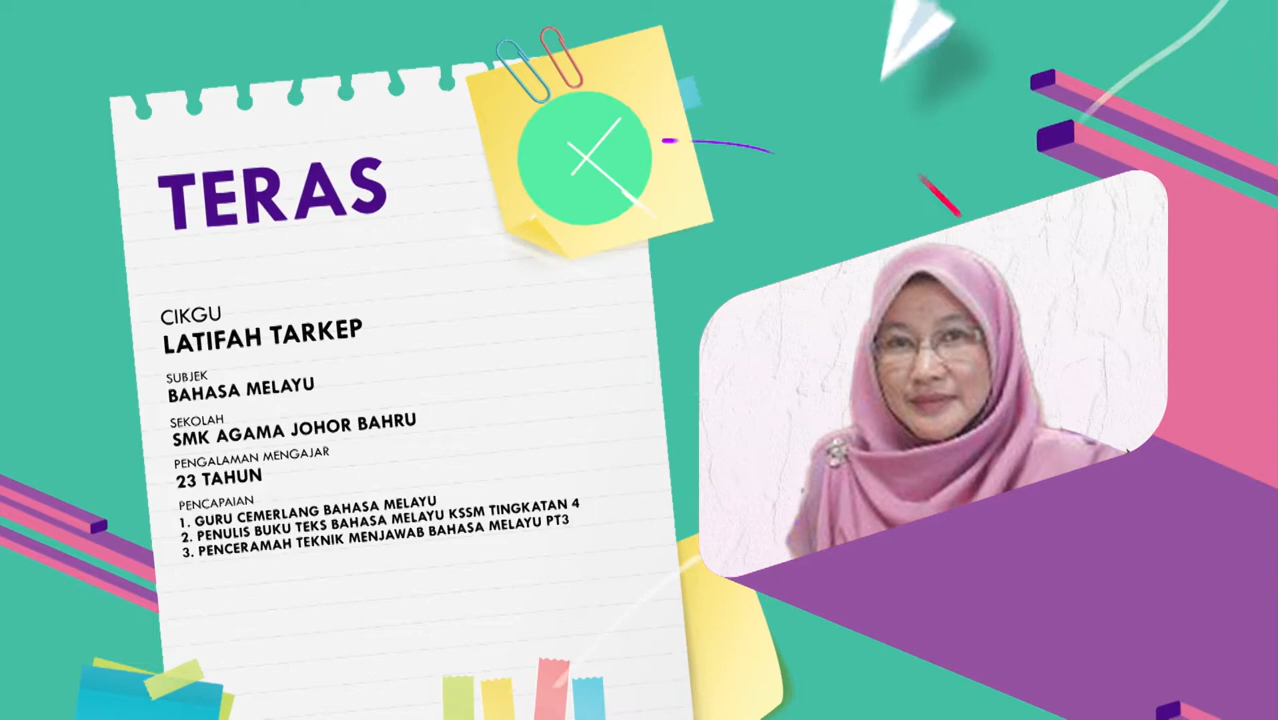 TERAS
CIKGU
LATIFAH TARKEP
SUBJEK
BAHASA MELAYU
SEKOLAH
SMK AGAMA JOHOR BAHRU
PENGALAMAN MENGAJAR
23 TAHUN
PENCAPAIAN
1. GURU CEMERLANG BAHASA MELAYU
2. PENULIS BUKU TEKS BAHASA MELAYU KSSM TINGKATAN 4
3. PENCERAMAH TEKNIK MENJAWAB BAHASA MELAYU PT3